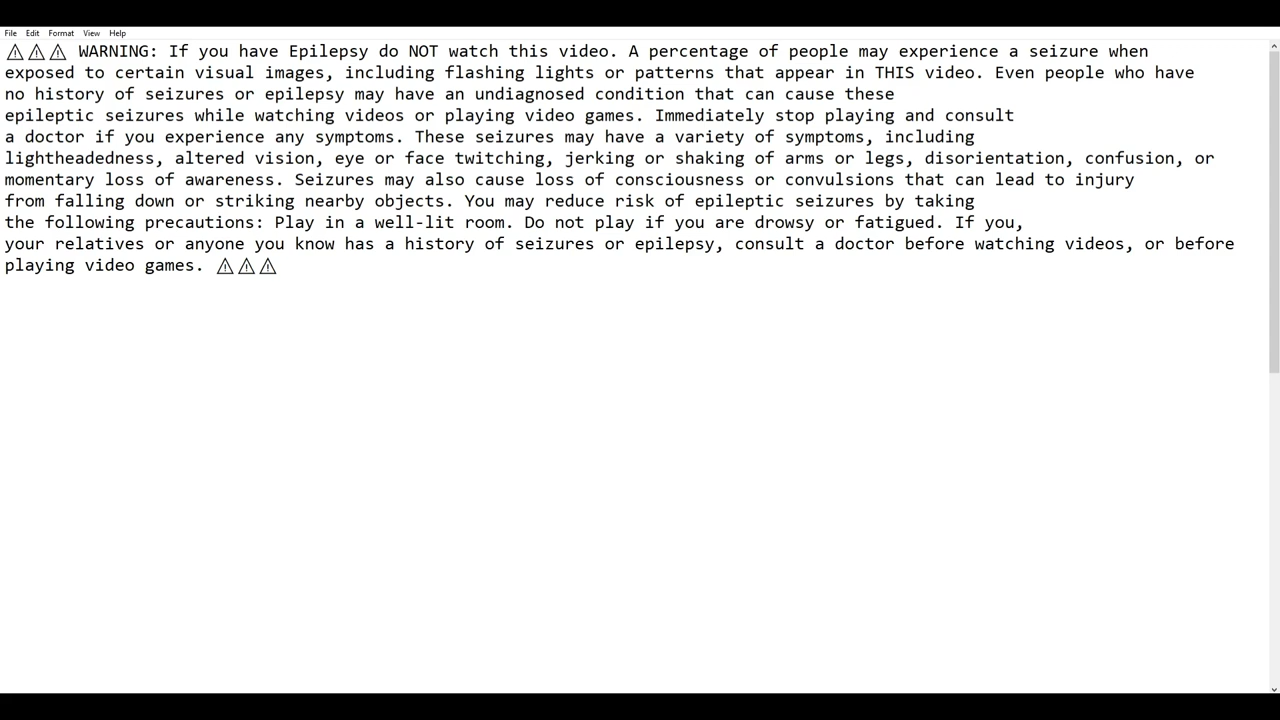 File Edit Format View Help
⚠⚠⚠ WARNING: If you have Epilepsy do NOT watch this video. A percentage of people may experience a seizure when
exposed to certain visual images, including flashing lights or patterns that appear in THIS video. Even people who have
no history of seizures or epilepsy may have an undiagnosed condition that can cause these
epileptic seizures while watching videos or playing video games. Immediately stop playing and consult
a doctor if you experience any symptoms. These seizures may have a variety of symptoms, including
lightheadedness, altered vision, eye or face twitching, jerking or shaking of arms or legs, disorientation, confusion, or
momentary loss of awareness. Seizures may also cause loss of consciousness or convulsions that can lead to injury
from falling down or striking nearby objects. You may reduce risk of epileptic seizures by taking
the following precautions: Play in a well-lit room. Do not play if you are drowsy or fatigued. If you,
your relatives or anyone you know has a history of seizures or epilepsy, consult a doctor before watching videos, or before
playing video games. ⚠⚠⚠